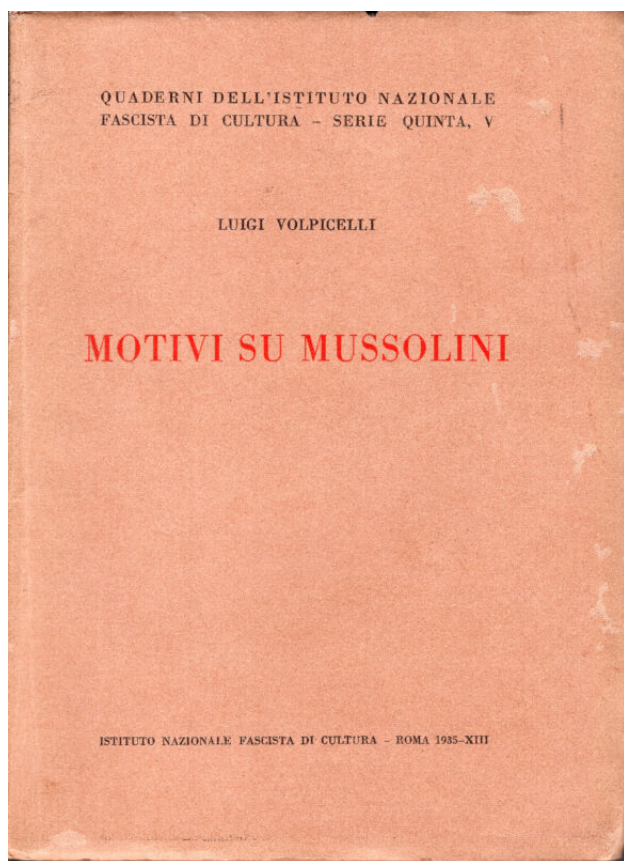 QUADERNI DELL'ISTITUTO NAZIONALE
FASCISTA DI CULTURA – SERIE QUINTA, V
LUIGI VOLPICELLI
MOTIVI SU MUSSOLINI
ISTITUTO NAZIONALE FASCISTA DI CULTURA – ROMA 1935–XIII